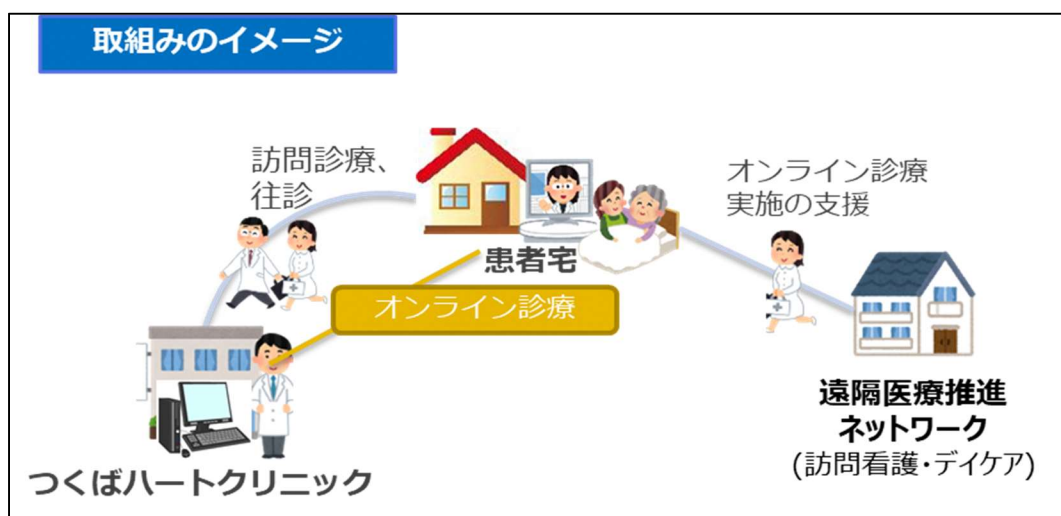 取組みのイメージ
訪問診療、
往診
オンライン診療
実施の支援
患者宅
オンライン診療
つくばハートクリニック
遠隔医療推進
ネットワーク
(訪問看護・デイケア)